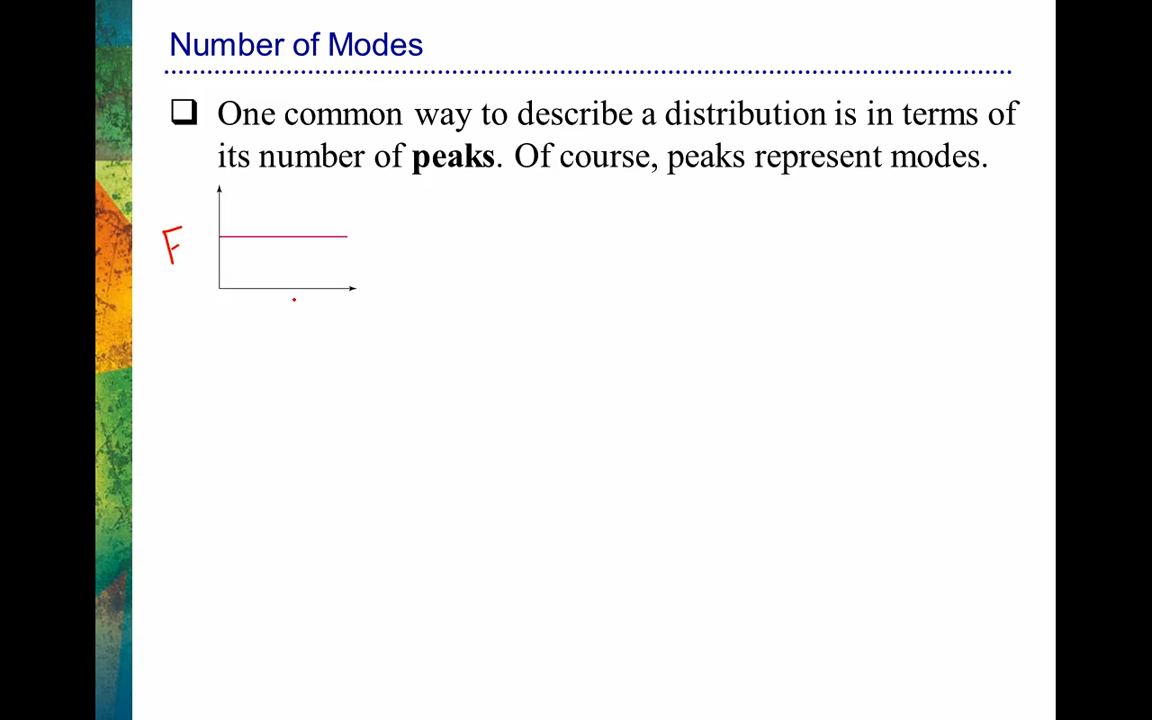 Number of Modes
One common way to describe a distribution is in terms of
its number of peaks. Of course, peaks represent modes.
F